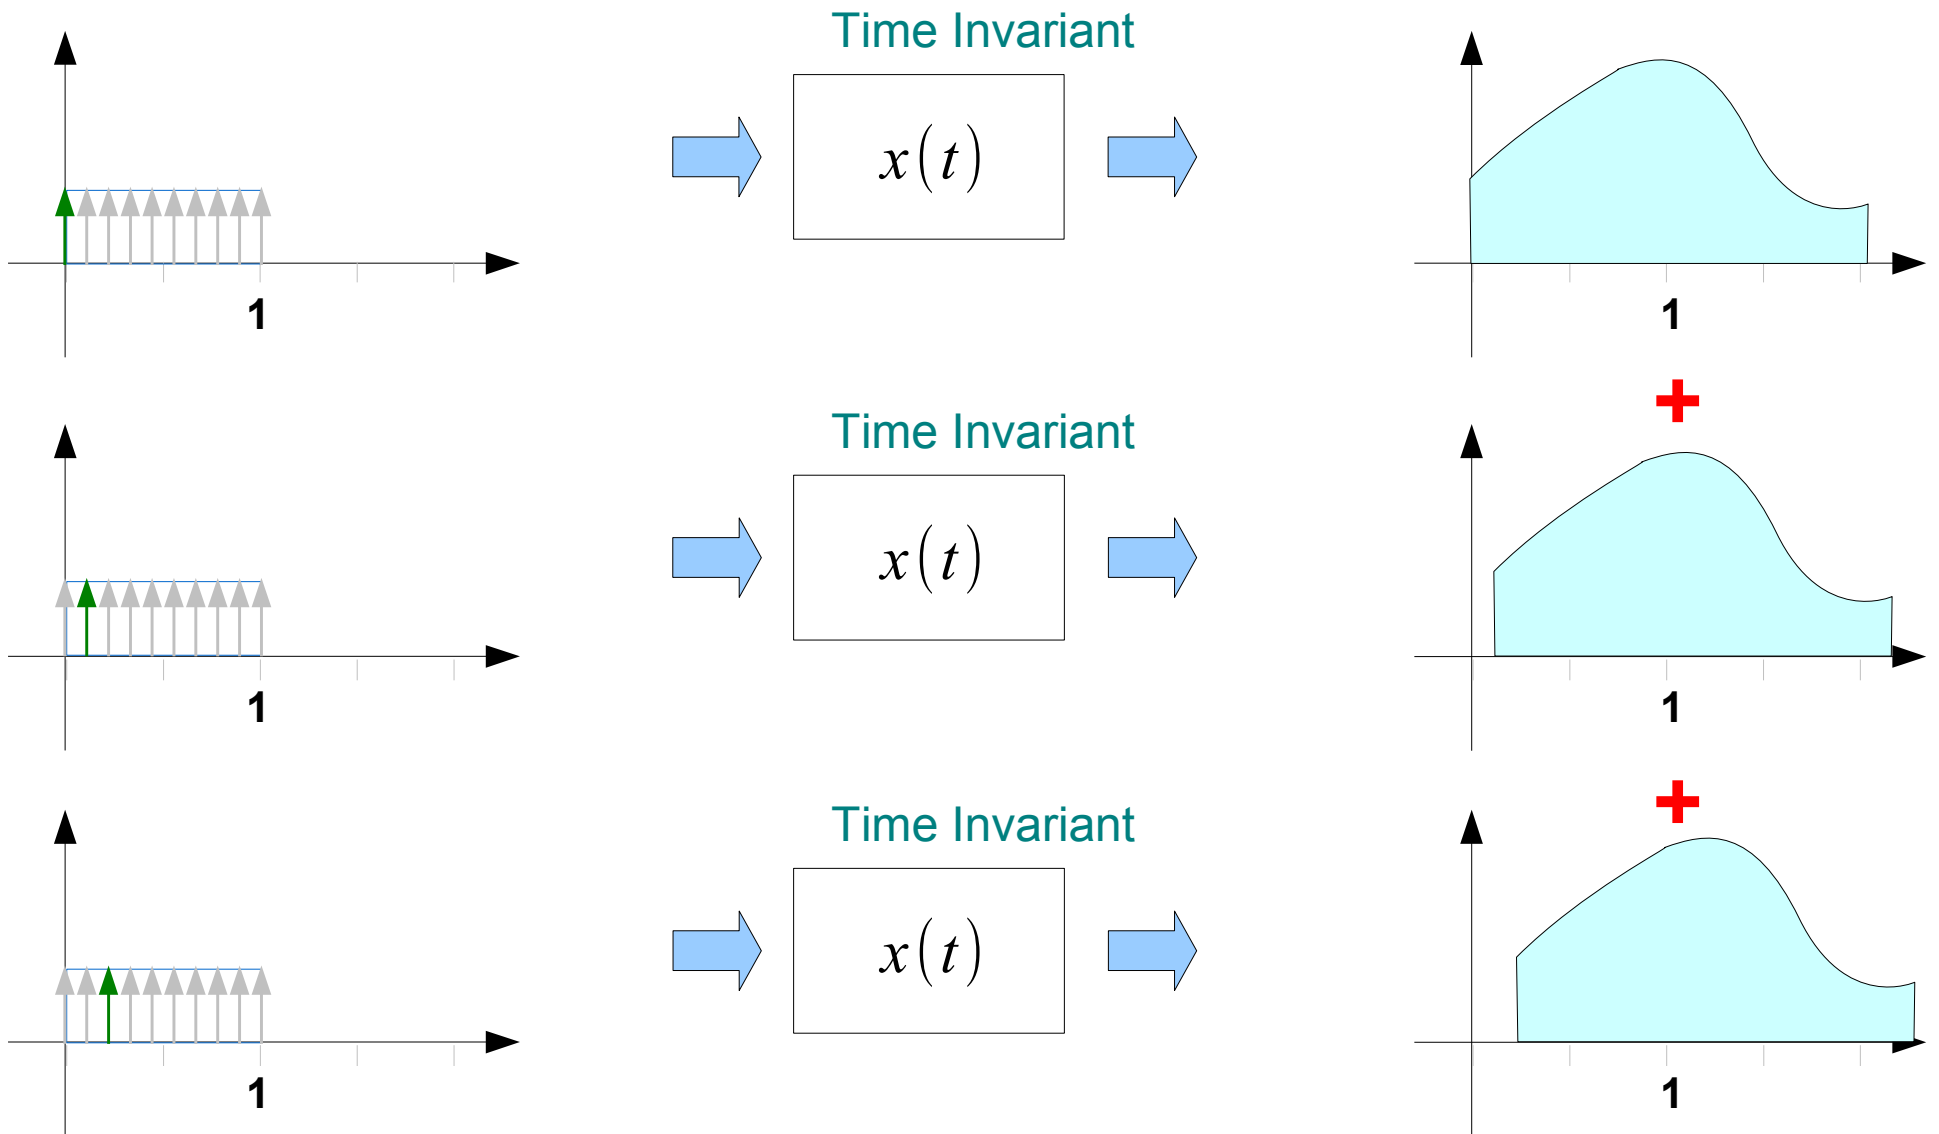 Time Invariant
x(t)
1
1
+
Time Invariant
x(t)
1
1
+
Time Invariant
x(t)
1
1